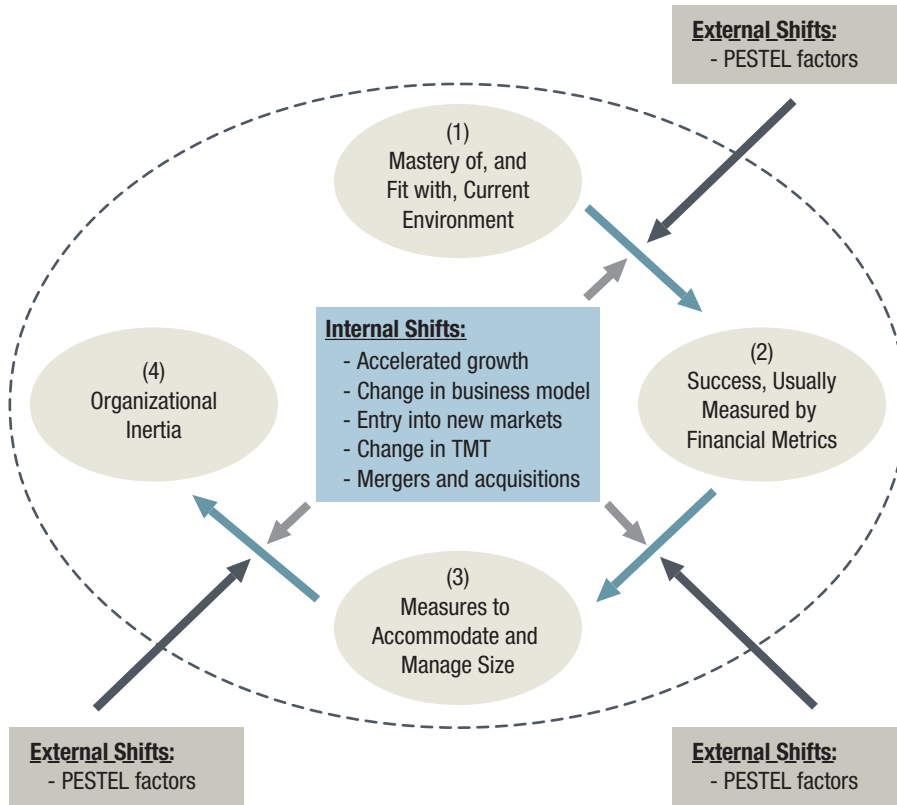 External Shifts:
- PESTEL factors
(1)
Mastery of, and
Fit with, Current
Environment
Internal Shifts:
- Accelerated growth
- Change in business model
- Entry into new markets
- Change in TMT
- Mergers and acquisitions
(2)
Success, Usually
Measured by
Financial Metrics
(4)
Organizational
Inertia
(3)
Measures to
Accommodate and
Manage Size
External Shifts:
- PESTEL factors
External Shifts:
- PESTEL factors